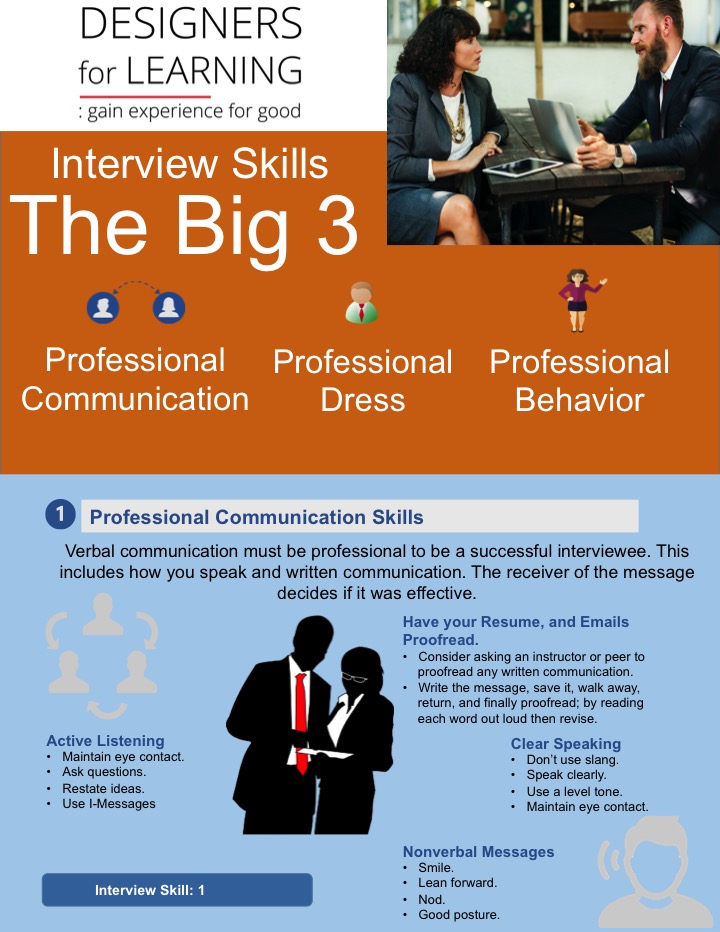 DESIGNERS
for LEARNING
: gain experience for good
Interview Skills
The Big 3
Professional
Communication
Professional
Dress
Professional
Behavior
1
Professional Communication Skills
Verbal communication must be professional to be a successful interviewee. This
includes how you speak and written communication. The receiver of the message
decides if it was effective.
Have your Resume, and Emails
Proofread.
• Consider asking an instructor or peer to
proofread any written communication.
• Write the message, save it, walk away,
return, and finally proofread; by reading
each word out loud then revise.
Active Listening
• Maintain eye contact.
• Ask questions.
• Restate ideas.
• Use I-Messages
Clear Speaking
• Don’t use slang.
• Speak clearly.
• Use a level tone.
• Maintain eye contact.
Nonverbal Messages
• Smile.
• Lean forward.
• Nod.
• Good posture.
Interview Skill: 1